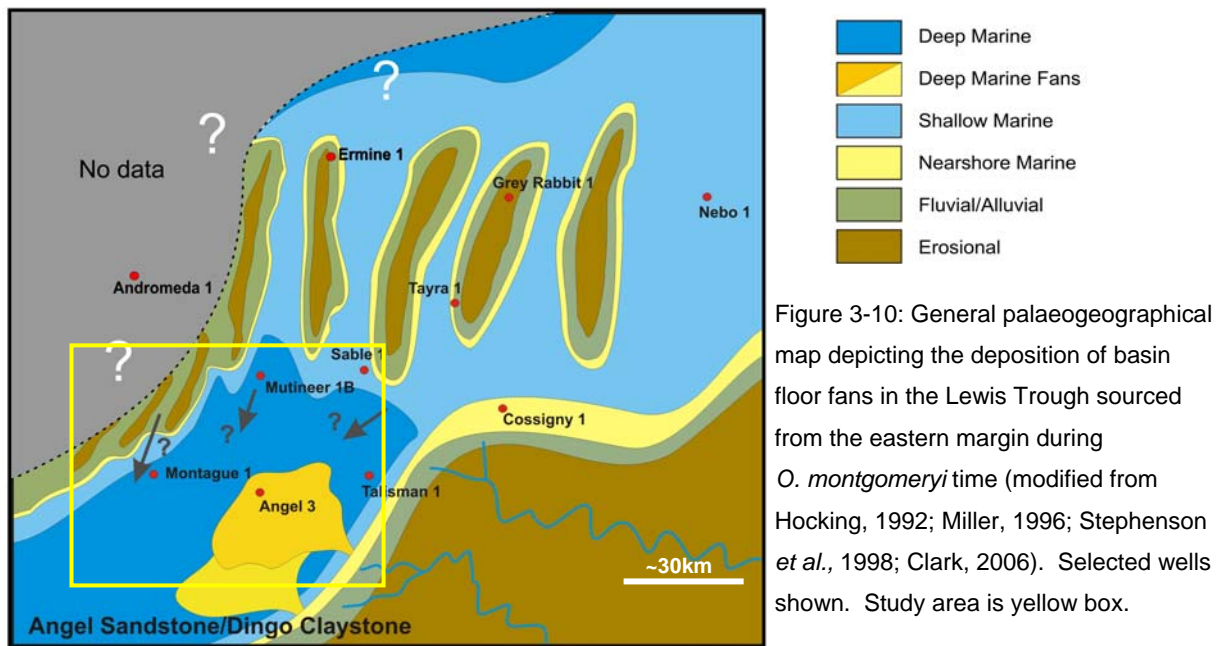 ?
?
No data
Ermine 1
Grey Rabbit 1
Nebo 1
Andromeda 1
Tayra 1
?
Sable 1
Mutineer 1B
Cossigny 1
?
?
?
Montague 1
Talisman 1
Angel 3
~30km
Angel Sandstone/Dingo Claystone
Deep Marine
Deep Marine Fans
Shallow Marine
Nearshore Marine
Fluvial/Alluvial
Erosional
Figure 3-10: General palaeogeographical
map depicting the deposition of basin
floor fans in the Lewis Trough sourced
from the eastern margin during
O. montgomeryi time (modified from
Hocking, 1992; Miller, 1996; Stephenson
et al., 1998; Clark, 2006).  Selected wells
shown.  Study area is yellow box.